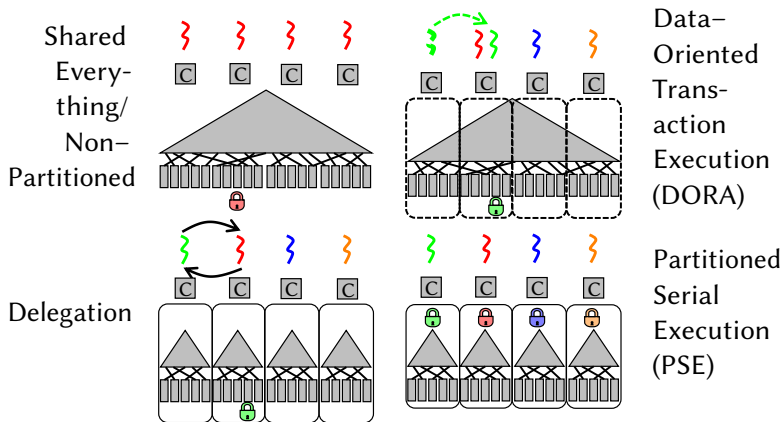 Shared
Every-
thing/
Non–
Partitioned
C C C C
Data–
Oriented
Trans-
action
Execution
(DORA)
C C C C
Delegation
C C C C
Partitioned
Serial
Execution
(PSE)
C C C C